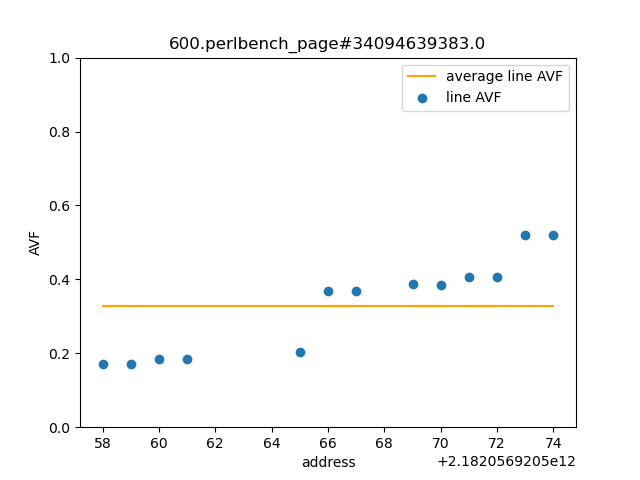 600.perlbench_page#34094639383.0
average line AVF
line AVF
1.0
0.8
0.6
0.4
0.2
0.0
AVF
58 60 62 64 66 68 70 72 74
address
+2.1820569205e12